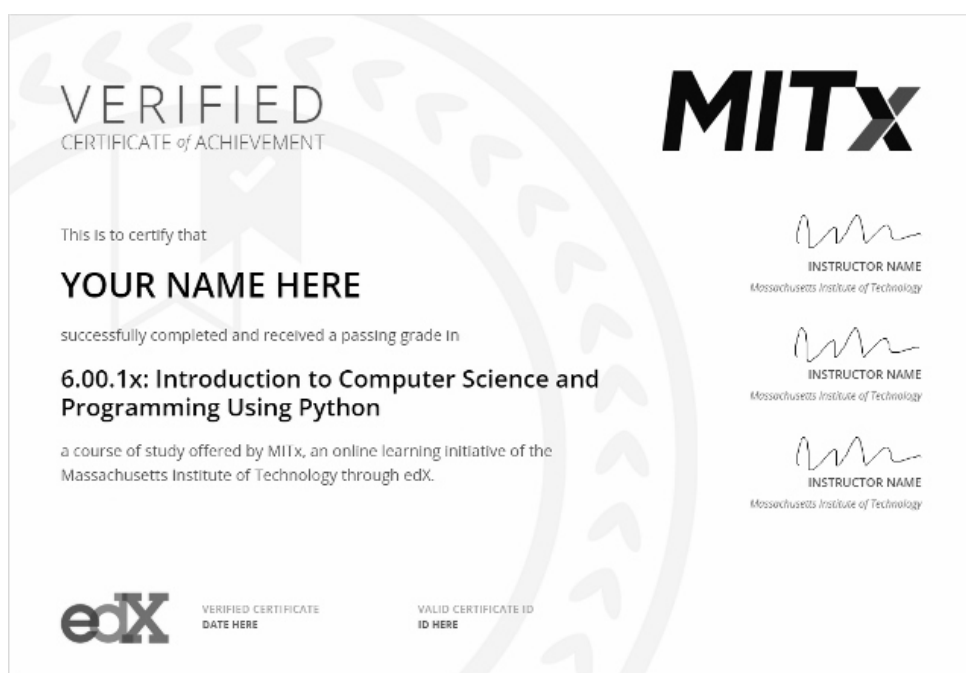 VERIFIED
CERTIFICATE of ACHIEVEMENT
MITx
This is to certify that
YOUR NAME HERE
successfully completed and received a passing grade in
6.00.1x: Introduction to Computer Science and
Programming Using Python
a course of study offered by MITx, an online learning initiative of the
Massachusetts Institute of Technology through edX.
INSTRUCTOR NAME
Massachusetts Institute of Technology
INSTRUCTOR NAME
Massachusetts Institute of Technology
INSTRUCTOR NAME
Massachusetts Institute of Technology
edX
VERIFIED CERTIFICATE
DATE HERE
VALID CERTIFICATE ID
ID HERE